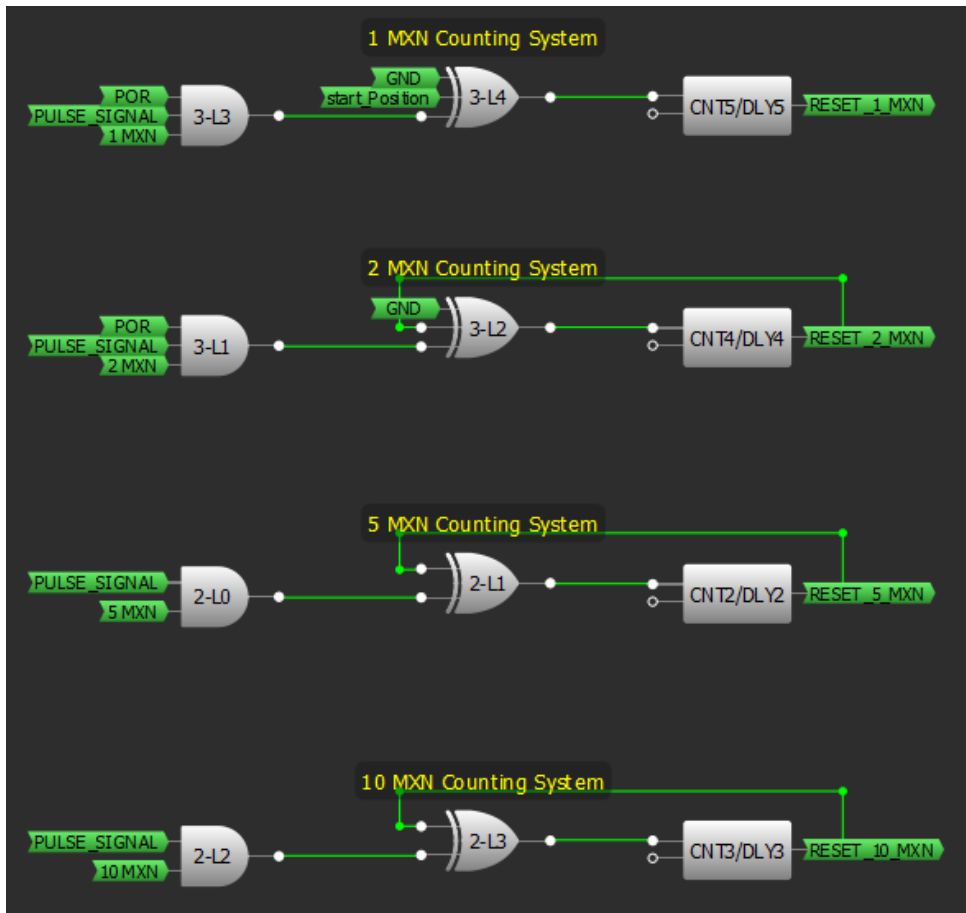 1 MXN Counting System
GND
start_Position
POR
PULSE_SIGNAL
1 MXN
3-L3
3-L4
CNT5/DLY5
RESET_1_MXN
2 MXN Counting System
GND
POR
PULSE_SIGNAL
2 MXN
3-L1
3-L2
CNT4/DLY4
RESET_2_MXN
5 MXN Counting System
PULSE_SIGNAL
5 MXN
2-L0
2-L1
CNT2/DLY2
RESET_5_MXN
10 MXN Counting System
PULSE_SIGNAL
10 MXN
2-L2
2-L3
CNT3/DLY3
RESET_10_MXN